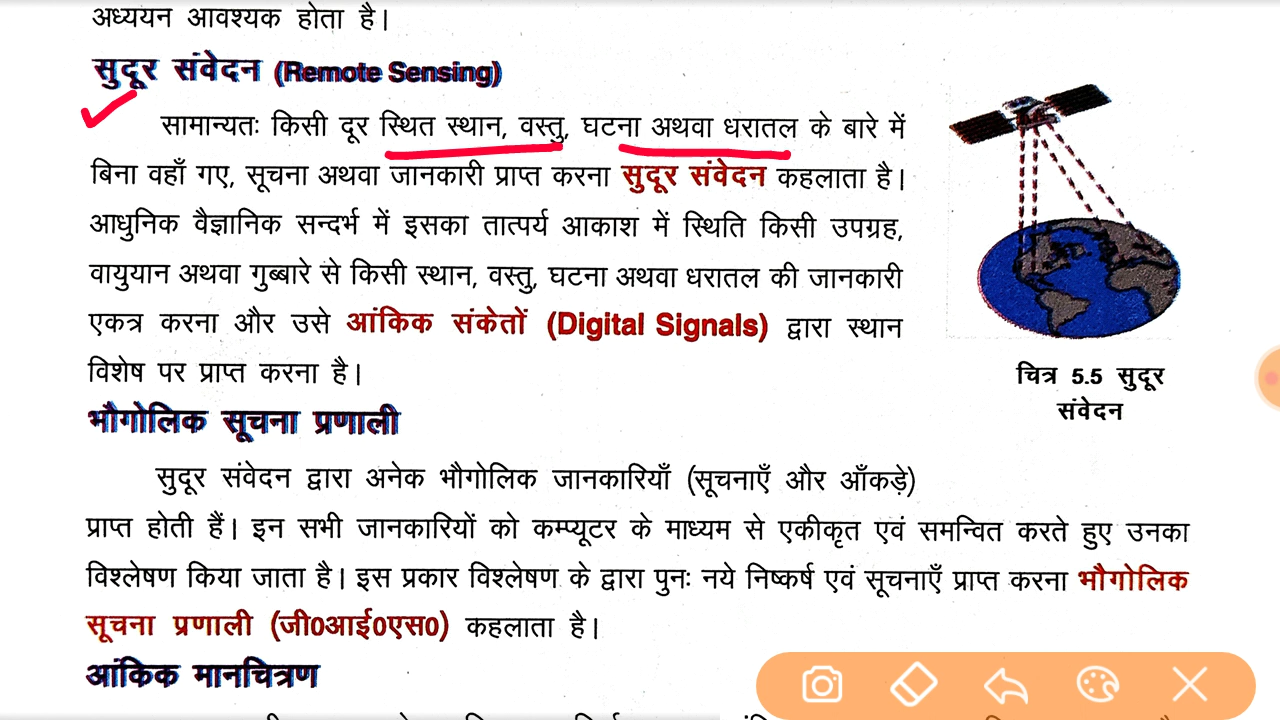 अध्ययन आवश्यक होता है।
सुदूर संवेदन (Remote Sensing)
सामान्यतः किसी दूर स्थित स्थान, वस्तु, घटना अथवा धरातल के बारे में
बिना वहाँ गए, सूचना अथवा जानकारी प्राप्त करना सुदूर संवेदन कहलाता है।
आधुनिक वैज्ञानिक सन्दर्भ में इसका तात्पर्य आकाश में स्थिति किसी उपग्रह,
वायुयान अथवा गुब्बारे से किसी स्थान, वस्तु, घटना अथवा धरातल की जानकारी
एकत्र करना और उसे आंकिक संकेतों (Digital Signals) द्वारा स्थान
विशेष पर प्राप्त करना है।
चित्र 5.5 सुदूर
संवेदन
भौगोलिक सूचना प्रणाली
सुदूर संवेदन द्वारा अनेक भौगोलिक जानकारियाँ (सूचनाएँ और आँकड़े)
प्राप्त होती हैं। इन सभी जानकारियों को कम्प्यूटर के माध्यम से एकीकृत एवं समन्वित करते हुए उनका
विश्लेषण किया जाता है। इस प्रकार विश्लेषण के द्वारा पुनः नये निष्कर्ष एवं सूचनाएँ प्राप्त करना भौगोलिक
सूचना प्रणाली (जी0आई0एस0) कहलाता है।
आंकिक मानचित्रण